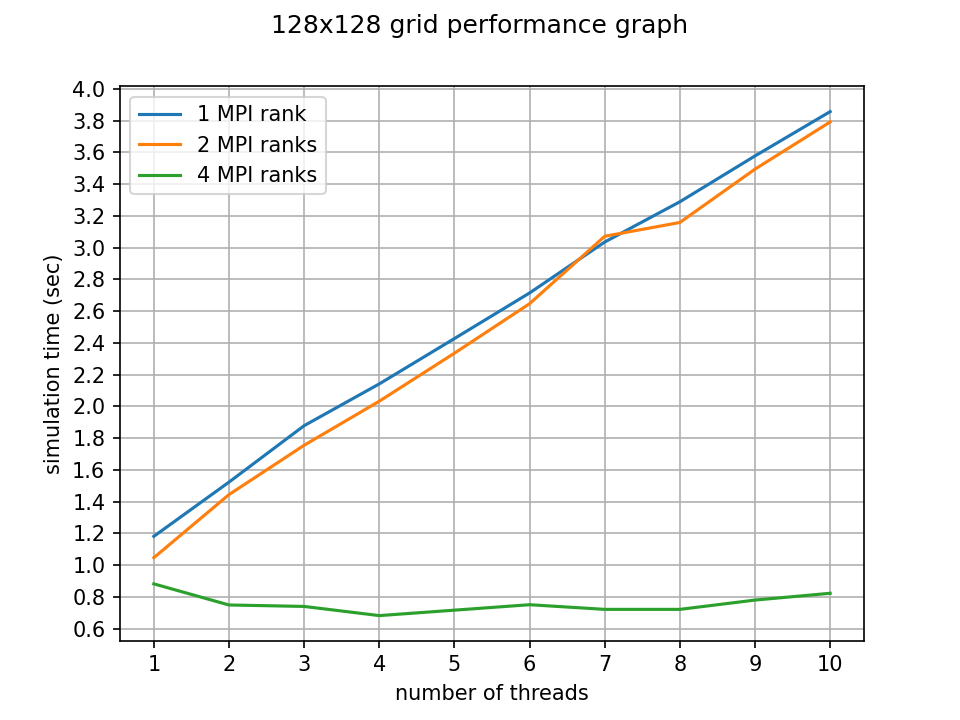 128x128 grid performance graph
1 MPI rank
2 MPI ranks
4 MPI ranks
simulation time (sec)
4.0
3.8
3.6
3.4
3.2
3.0
2.8
2.6
2.4
2.2
2.0
1.8
1.6
1.4
1.2
1.0
0.8
0.6
1 2 3 4 5 6 7 8 9 10
number of threads